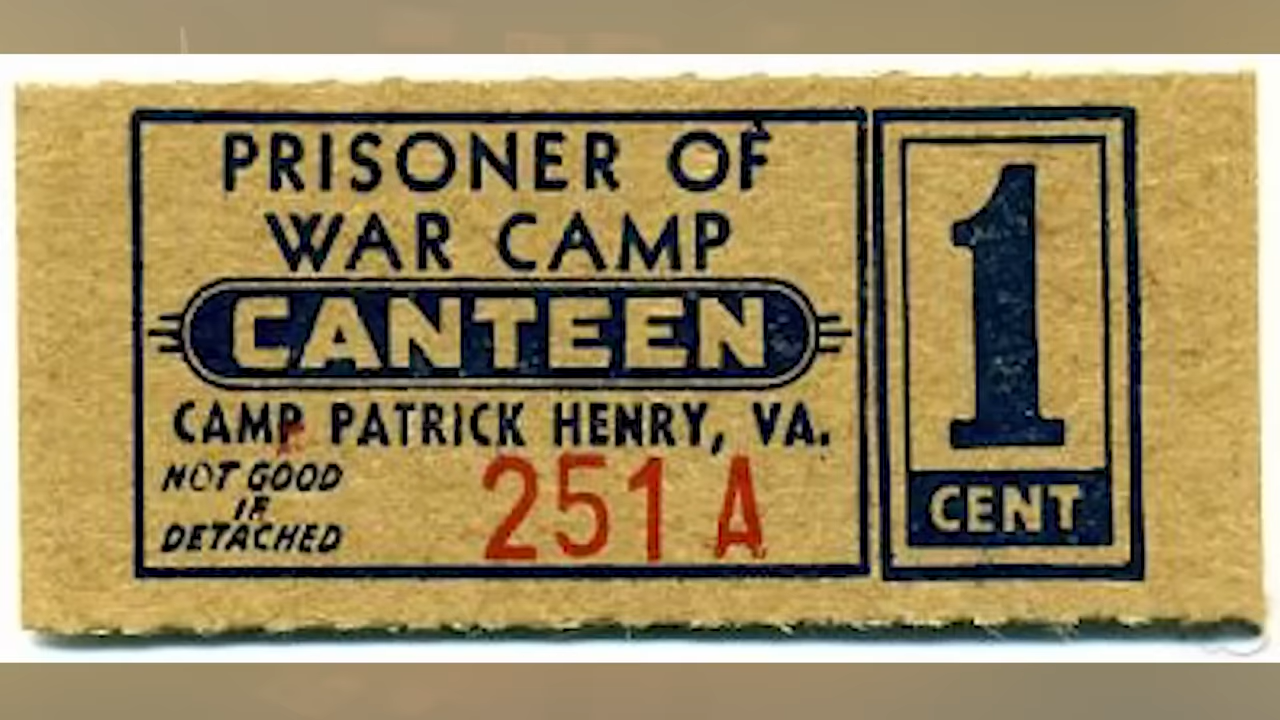 PRISONER OF
WAR CAMP
CANTEEN
CAMP PATRICK HENRY, VA.
NOT GOOD
IF
DETACHED
251 A
1
CENT